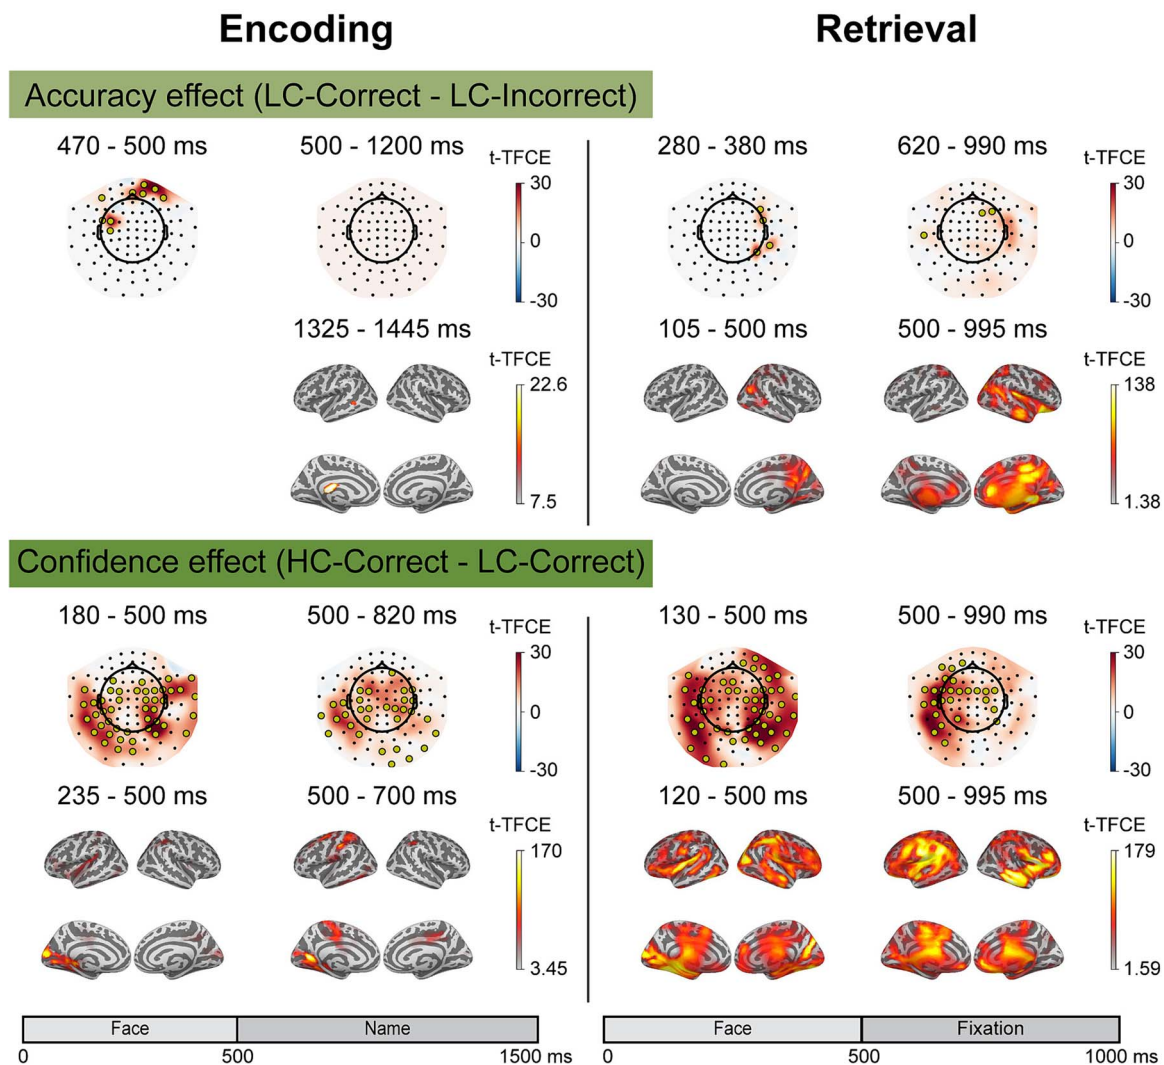 Encoding
Retrieval
Accuracy effect (LC-Correct - LC-Incorrect)
470 - 500 ms
500 - 1200 ms
t-TFCE
30
0
-30
280 - 380 ms
620 - 990 ms
t-TFCE
30
0
-30
1325 - 1445 ms
t-TFCE
22.6
7.5
105 - 500 ms
500 - 995 ms
t-TFCE
138
1.38
Confidence effect (HC-Correct - LC-Correct)
180 - 500 ms
500 - 820 ms
t-TFCE
30
0
-30
130 - 500 ms
500 - 990 ms
t-TFCE
30
0
-30
235 - 500 ms
500 - 700 ms
t-TFCE
170
3.45
120 - 500 ms
500 - 995 ms
t-TFCE
179
1.59
Face
Name
0
500
1500 ms
Face
Fixation
0
500
1000 ms